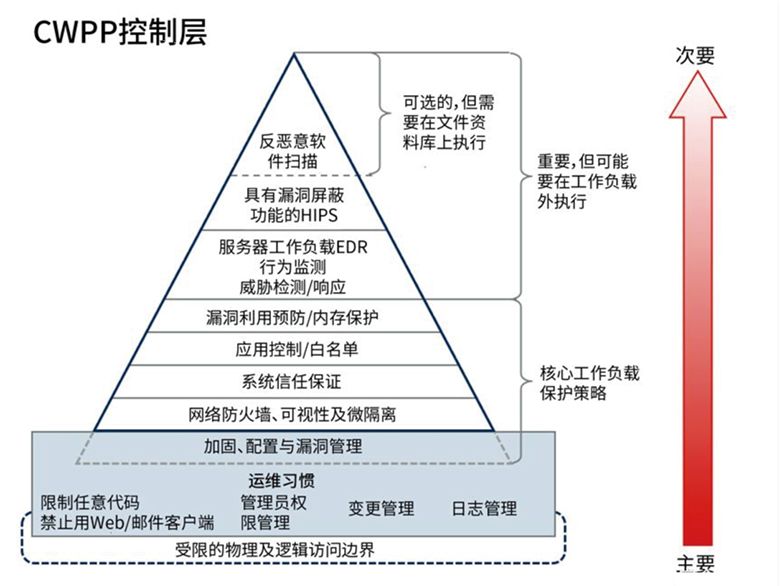 CWPP控制层
次要
可选的，但需
要在文件资
料库上执行
反恶意软
件扫描
重要，但可能
要在工作负载
外执行
具有漏洞屏蔽
功能的HIPS
服务器工作负载EDR
行为监测
威胁检测/响应
漏洞利用预防/内存保护
应用控制/白名单
核心工作负载
保护策略
系统信任保证
网络防火墙、可视性及微隔离
加固、配置与漏洞管理
运维习惯
限制任意代码
禁止用Web/邮件客户端
管理员权
限管理
变更管理
日志管理
受限的物理及逻辑访问边界
主要